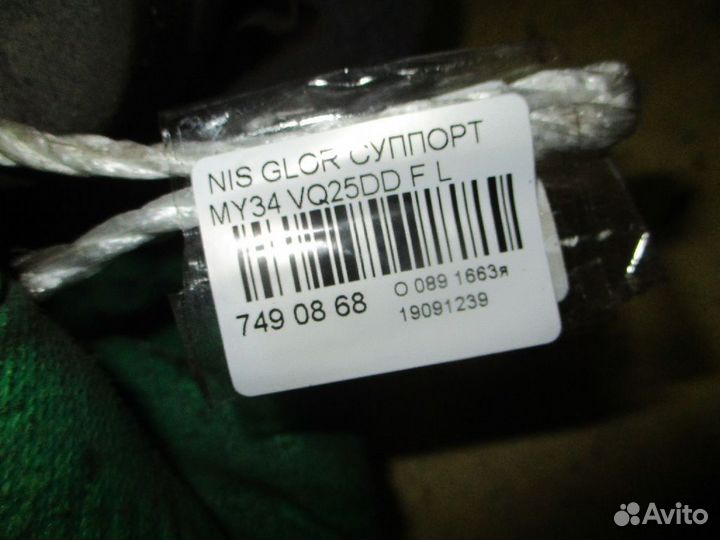 NIS GLOR СУППОРТ
MY34 VQ25DD F L
749 08 68
O 089 1663я
19091239
Avito